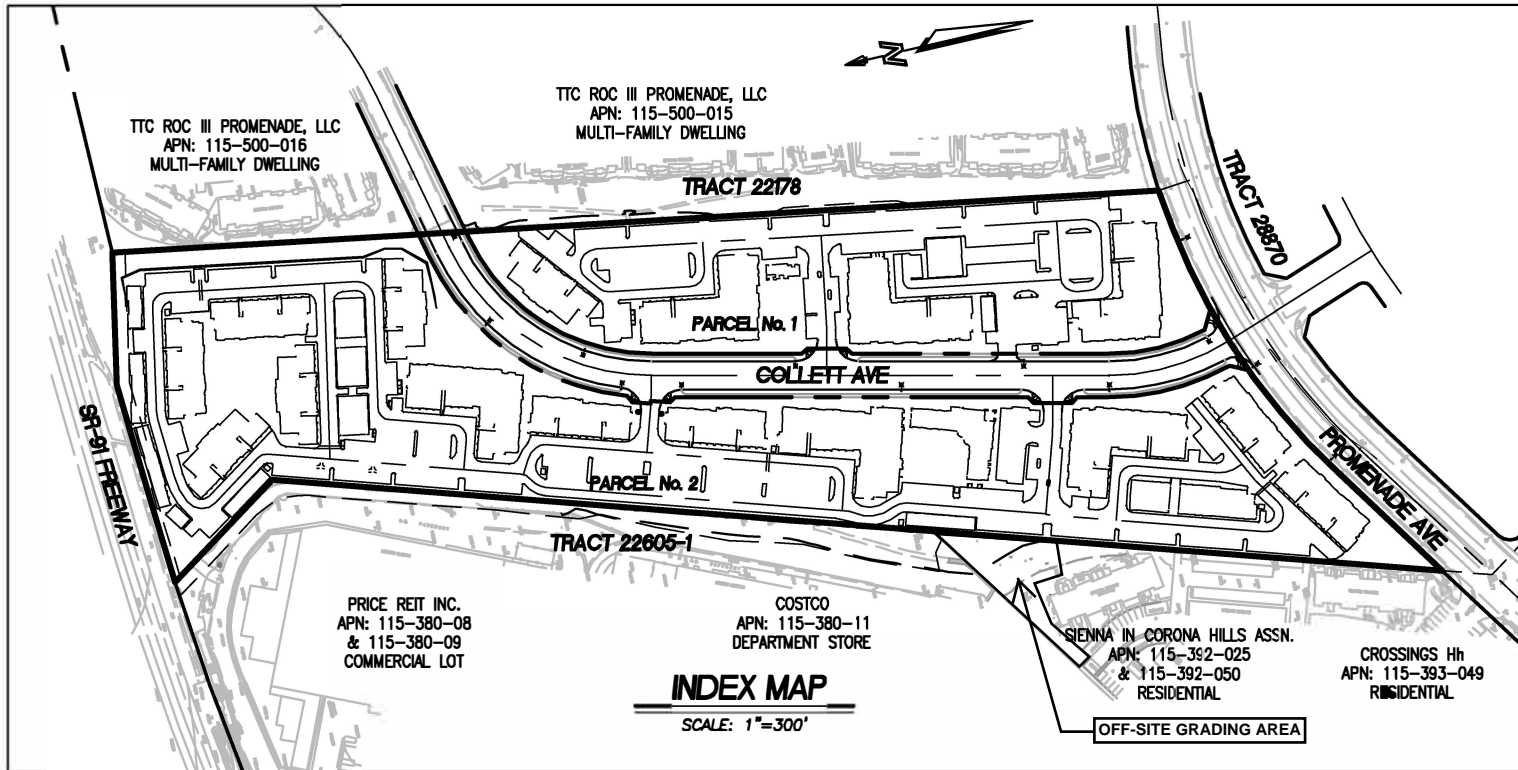 N
TTC ROC III PROMENADE, LLC
APN: 115-500-015
MULTI-FAMILY DWELLING
TTC ROC III PROMENADE, LLC
APN: 115-500-016
MULTI-FAMILY DWELLING
TRACT 22178
TRACT 28870
PARCEL No. 1
COLLETT AVE
SR-91 FREEWAY
PROMENADE AVE
PARCEL No. 2
TRACT 22605-1
PRICE REIT INC.
APN: 115-380-08
& 115-380-09
COMMERCIAL LOT
COSTCO
APN: 115-380-11
DEPARTMENT STORE
SIENNA IN CORONA HILLS ASSN.
APN: 115-392-025
& 115-392-050
RESIDENTIAL
CROSSINGS Hh
APN: 115-393-049
RESIDENTIAL
INDEX MAP
SCALE: 1"=300'
OFF-SITE GRADING AREA